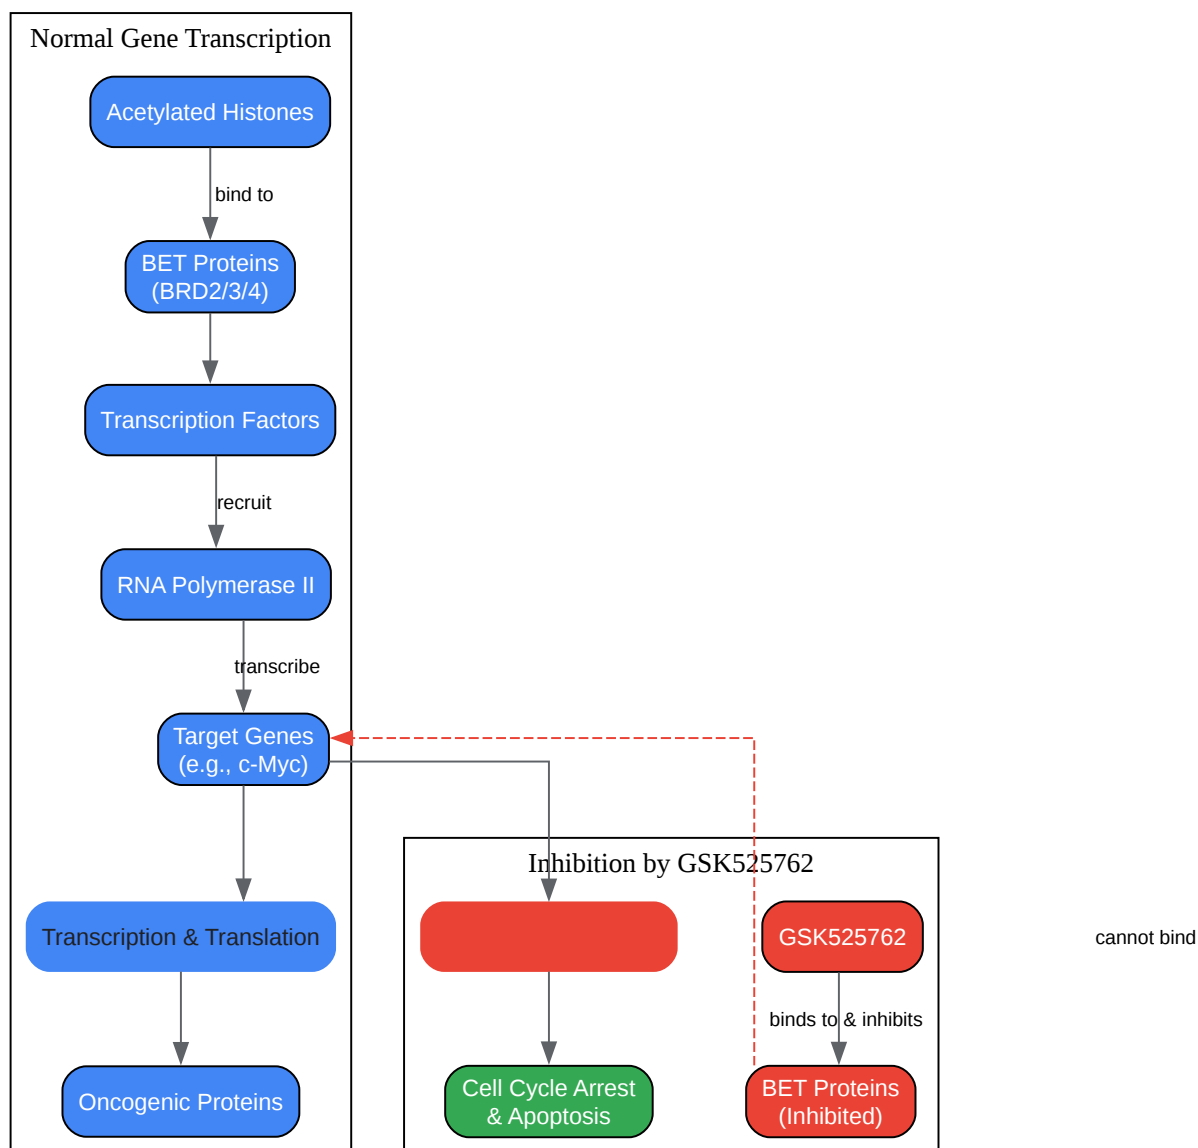 Normal Gene Transcription
Acetylated Histones
bind to
BET Proteins
(BRD2/3/4)
Transcription Factors
recruit
RNA Polymerase II
transcribe
Target Genes
(e.g., c-Myc)
Transcription & Translation
Oncogenic Proteins
Inhibition by GSK525762
GSK525762
cannot bind
binds to & inhibits
Cell Cycle Arrest
& Apoptosis
BET Proteins
(Inhibited)